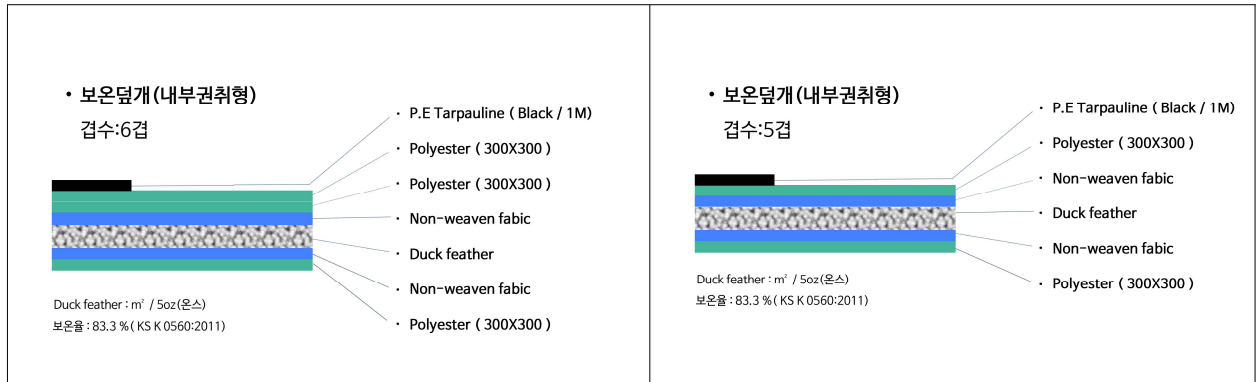 • 보온덮개(내부권취형)
겹수:6겹
· P.E Tarpauline ( Black / 1M)
· Polyester ( 300X300 )
· Polyester ( 300X300 )
· Non-weaven fabic
· Duck feather
· Non-weaven fabic
· Polyester ( 300X300 )
Duck feather : ㎡ / 5oz(온스)
보온율 : 83.3 % ( KS K 0560:2011)
• 보온덮개(내부권취형)
겹수:5겹
· P.E Tarpauline ( Black / 1M)
· Polyester ( 300X300 )
· Non-weaven fabic
· Duck feather
· Non-weaven fabic
· Polyester ( 300X300 )
Duck feather : ㎡ / 5oz(온스)
보온율 : 83.3 % ( KS K 0560:2011)